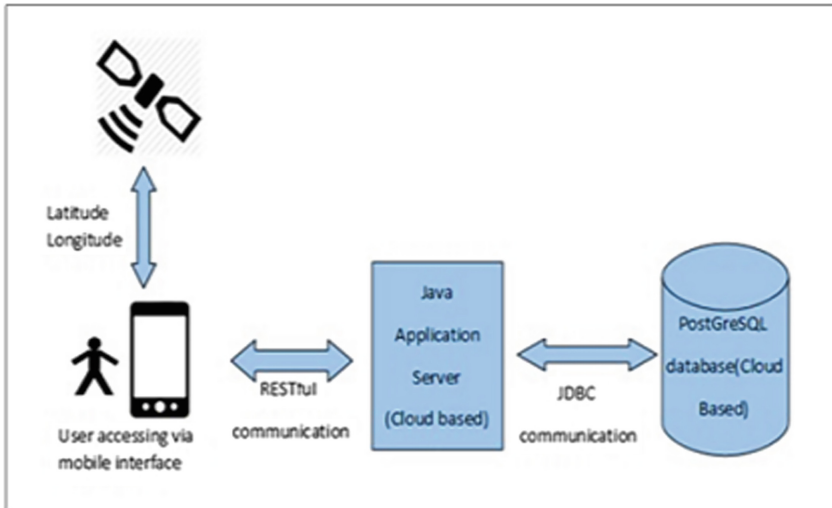 Latitude
Longitude
User accessing via
mobile interface
RESTful
communication
Java
Application
Server
(Cloud based)
JDBC
communication
PostGreSQL
database(Cloud
Based)